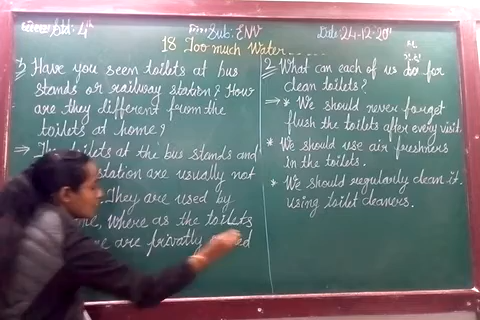 Std: 4th Sub: EVV Date: 24-12-20
18 Too much Water
1) Have you seen toilets at bus
stands or railway station? How
are they different from the
toilets at home?
⇒ The toilets at the bus stands and
station are usually not
They are used by
Where as the toilets
are privatly
2. What can each of us do for
clean toilets?
⇒ * We should never forget
flush the toilets after every visit.
* We should use air freshners
in the toilets.
* We should regularly clean it.
using toilet cleaners.